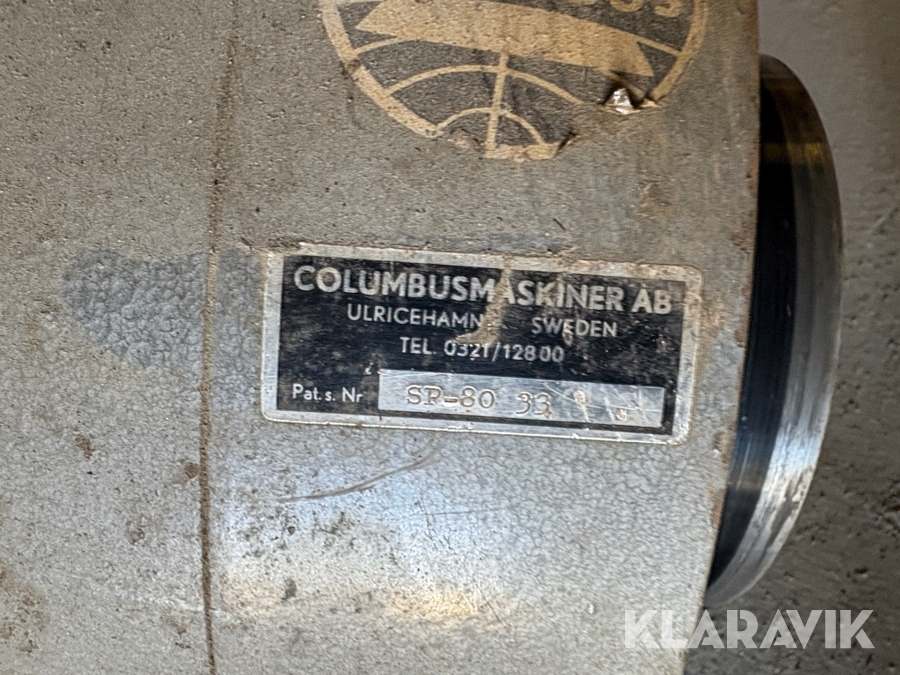 COLUMBUSMASKINER AB
ULRICEHAMN SWEDEN
TEL. 0321/12800
Pat.s. Nr SP-80 33
KLARAVIK